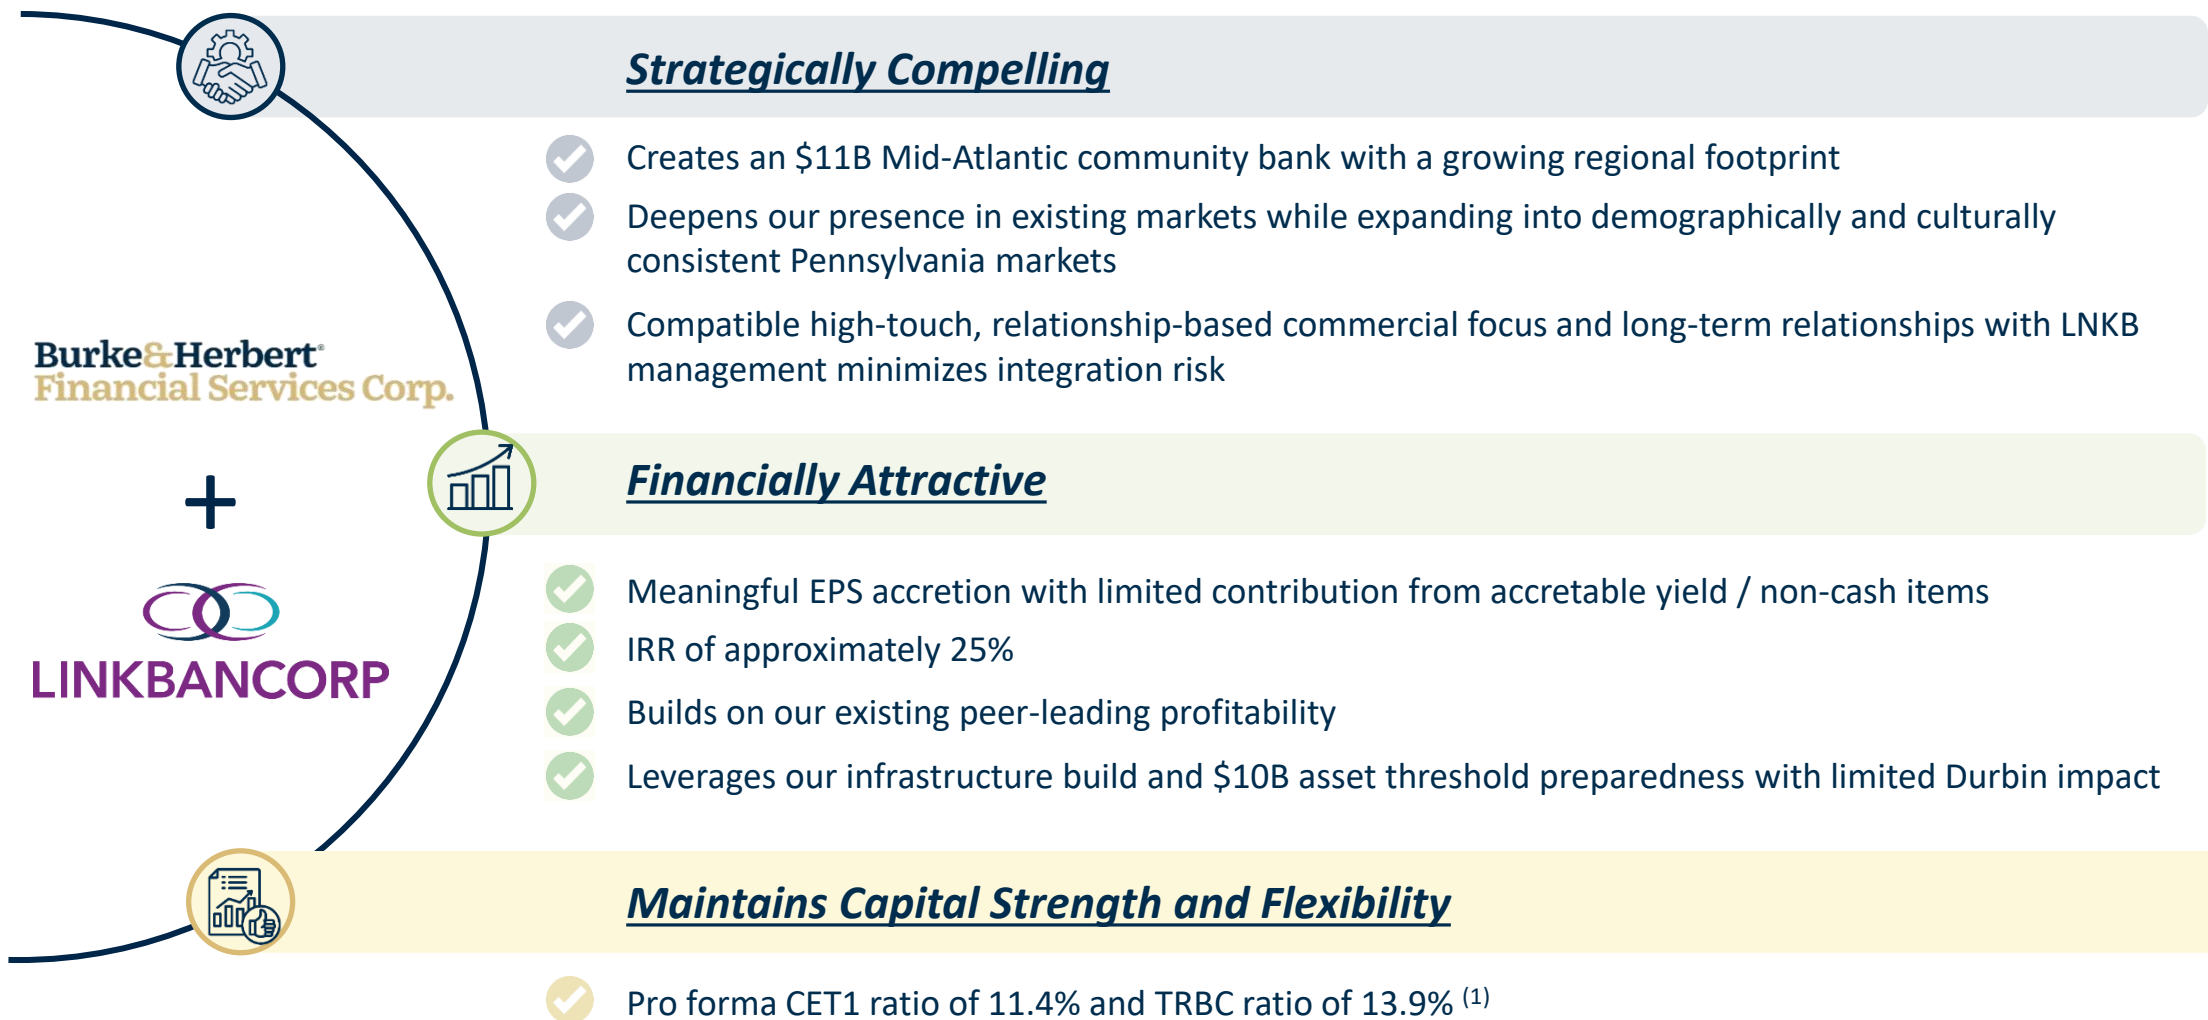 Strategically Compelling
Creates an $11B Mid-Atlantic community bank with a growing regional footprint
Deepens our presence in existing markets while expanding into demographically and culturally
consistent Pennsylvania markets
Compatible high-touch, relationship-based commercial focus and long-term relationships with LNKB
management minimizes integration risk
Burke&Herbert®
Financial Services Corp.
+
LINKBANCORP
Financially Attractive
Meaningful EPS accretion with limited contribution from accretable yield / non-cash items
IRR of approximately 25%
Builds on our existing peer-leading profitability
Leverages our infrastructure build and $10B asset threshold preparedness with limited Durbin impact
Maintains Capital Strength and Flexibility
Pro forma CET1 ratio of 11.4% and TRBC ratio of 13.9% (1)